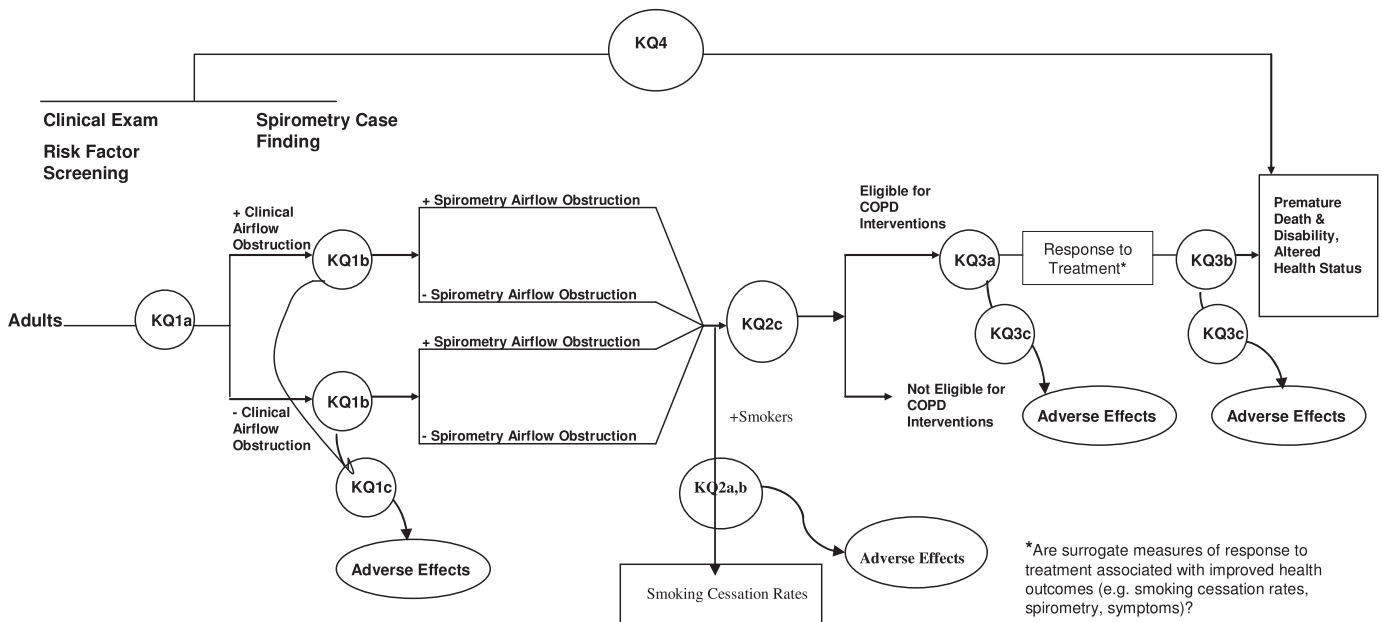 KQ4
Clinical Exam
Risk Factor
Screening
Spirometry Case
Finding
Adults
KQ1a
+ Clinical
Airflow
Obstruction
KQ1b
+ Spirometry Airflow Obstruction
- Spirometry Airflow Obstruction
- Clinical
Airflow
Obstruction
KQ1b
+ Spirometry Airflow Obstruction
- Spirometry Airflow Obstruction
KQ1c
Adverse Effects
KQ2c
+Smokers
KQ2a,b
Adverse Effects
Smoking Cessation Rates
Eligible for
COPD
Interventions
Not Eligible for
COPD
Interventions
KQ3a
Response to
Treatment*
KQ3b
KQ3c
Adverse Effects
KQ3c
Adverse Effects
Premature
Death &
Disability,
Altered
Health Status
*Are surrogate measures of response to
treatment associated with improved health
outcomes (e.g. smoking cessation rates,
spirometry, symptoms)?